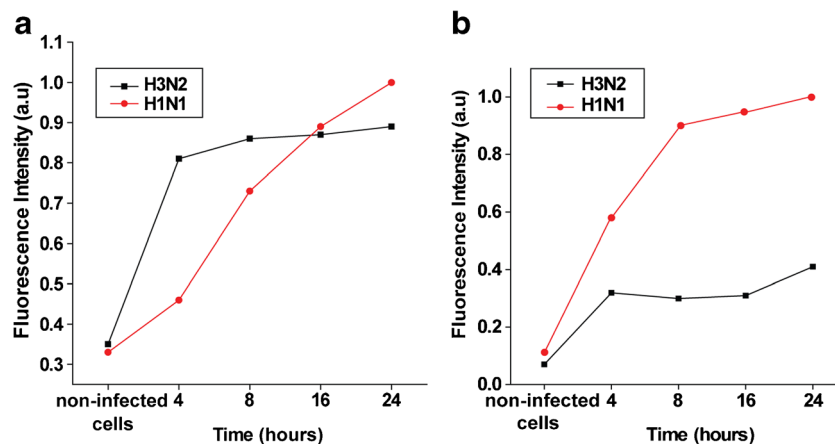 a
1.1
1.0
0.9
0.8
0.7
0.6
0.5
0.4
0.3
Fluorescence Intensity (a.u)
H3N2
H1N1
non-infected cells
4
8
16
24
Time (hours)
b
1.0
0.8
0.6
0.4
0.2
0.0
Fluorescence Intensity (a.u)
H3N2
H1N1
non-infected cells
4
8
16
24
Time (hours)